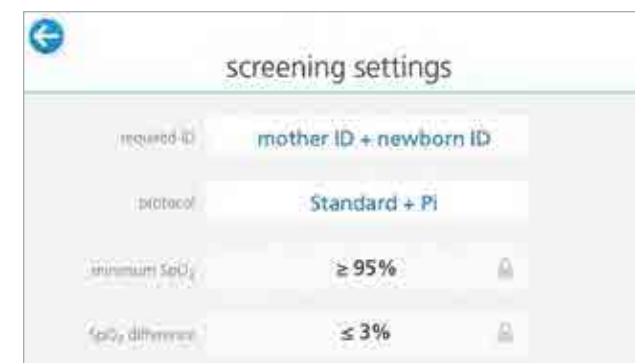 screening settings
required ID mother ID + newborn ID
protocol Standard + Pi
minimum SpO₂ ≥ 95%
SpO₂ difference ≤ 3%